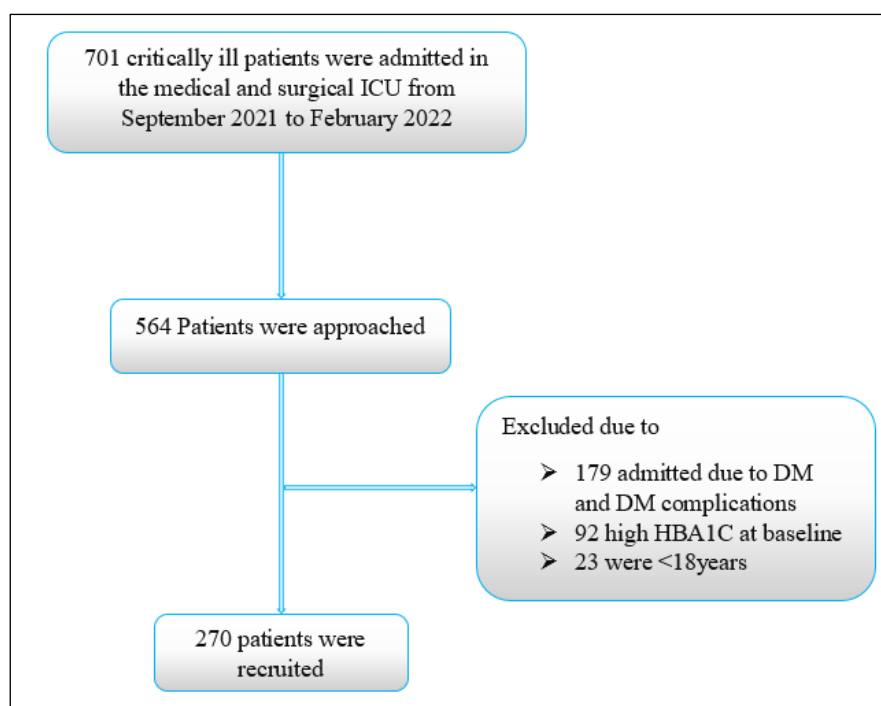 701 critically ill patients were admitted in
the medical and surgical ICU from
September 2021 to February 2022
564 Patients were approached
Excluded due to
➢ 179 admitted due to DM
and DM complications
➢ 92 high HBA1C at baseline
➢ 23 were <18years
270 patients were
recruited